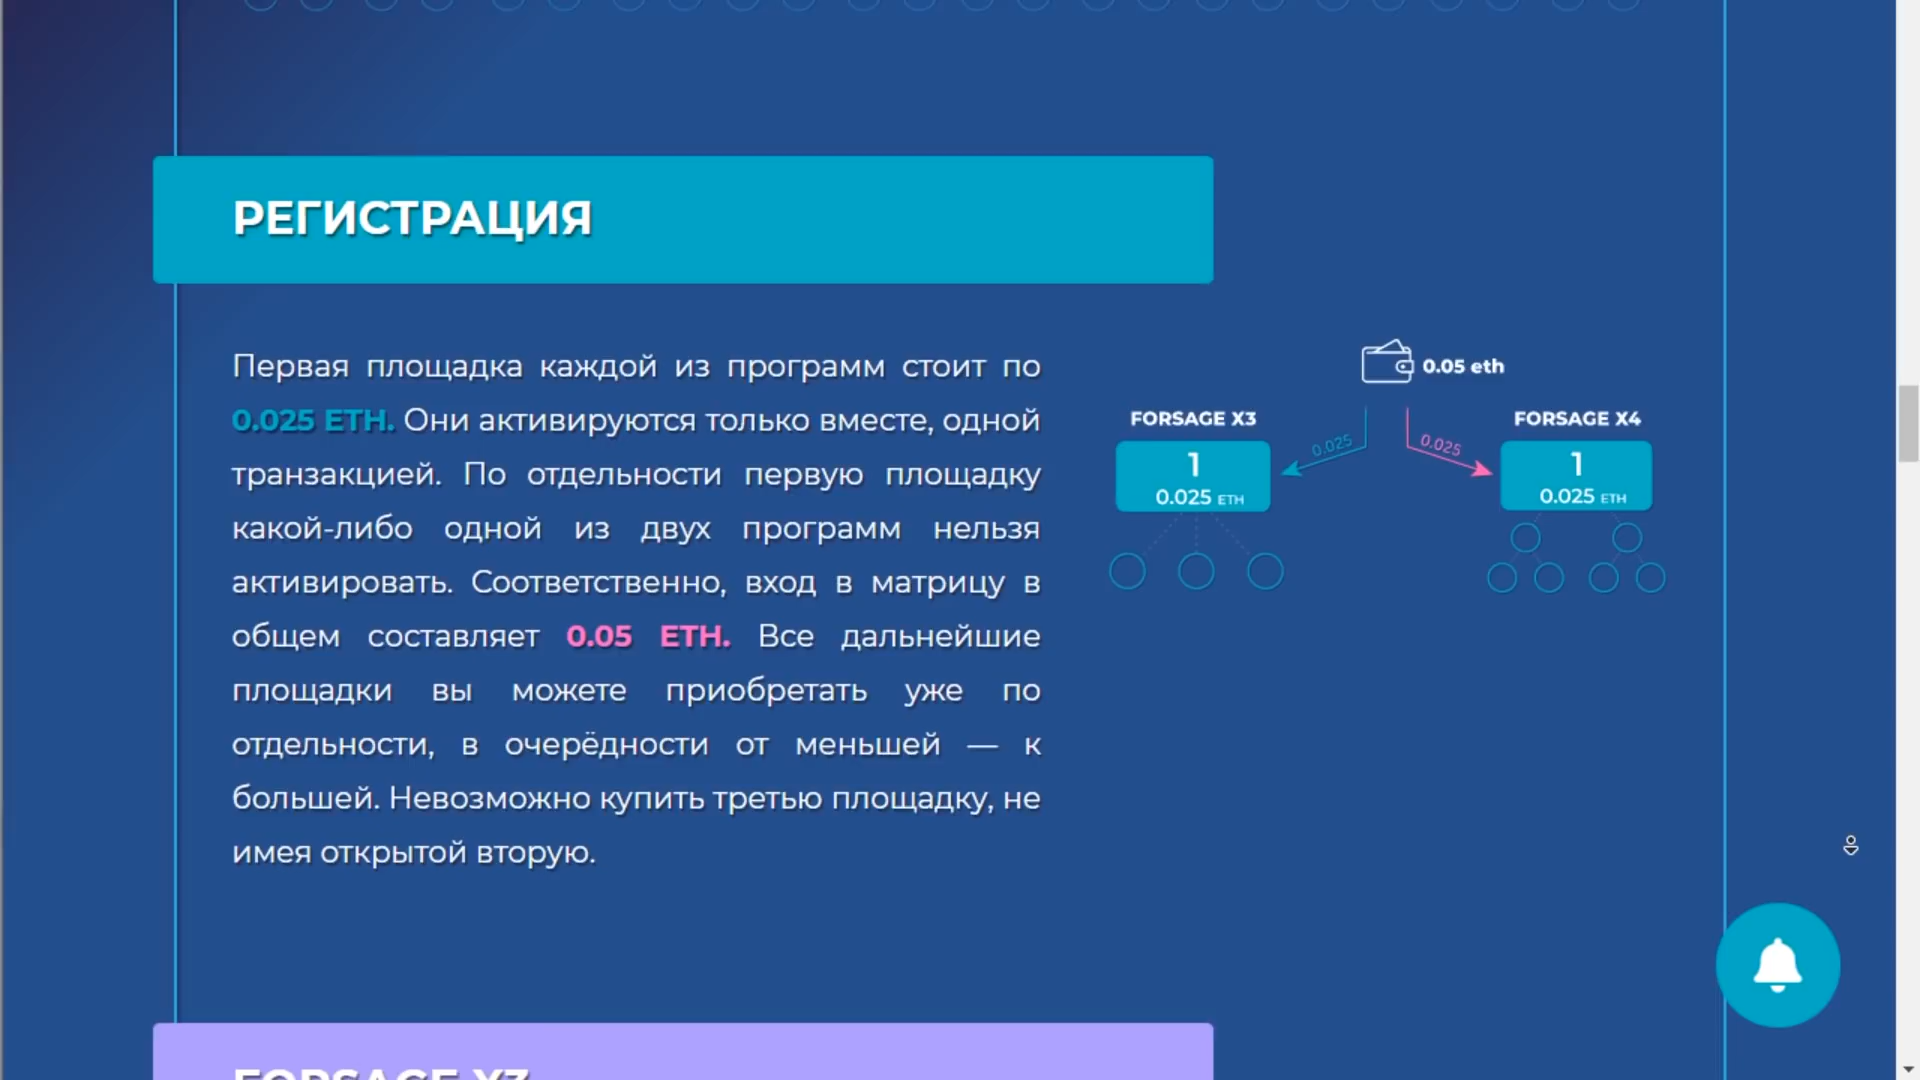 РЕГИСТРАЦИЯ
Первая площадка каждой из программ стоит по
0.025 ETH. Они активируются только вместе, одной
транзакцией. По отдельности первую площадку
какой-либо одной из двух программ нельзя
активировать. Соответственно, вход в матрицу в
общем составляет 0.05 ETH. Все дальнейшие
площадки вы можете приобретать уже по
отдельности, в очерёдности от меньшей — к
большей. Невозможно купить третью площадку, не
имея открытой вторую.
0.05 eth
FORSAGE X3
0.025
0.025
FORSAGE X4
1
0.025 ETH
1
0.025 ETH
FORSAGE X3